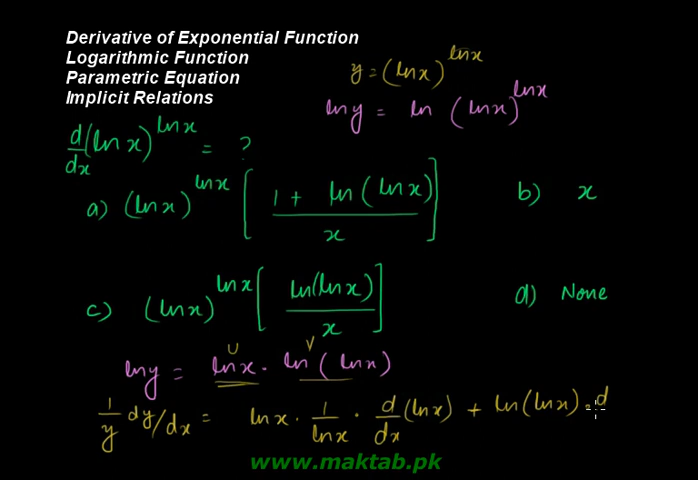 Derivative of Exponential Function
Logarithmic Function
Parametric Equation
Implicit Relations
y = (ln x)^ln x
ln y = ln (ln x)^ln x
d/dx (ln x)^ln x = ?
a) (ln x)^ln x [ (1 + ln (ln x)) / x ]
b) x
c) (ln x)^ln x [ ln(ln x) / x ]
d) None
U V
ln y = ln x · ln (ln x)
1/y dy/dx = ln x · 1/ln x · d/dx (ln x) + ln(ln x) · d
www.maktab.pk